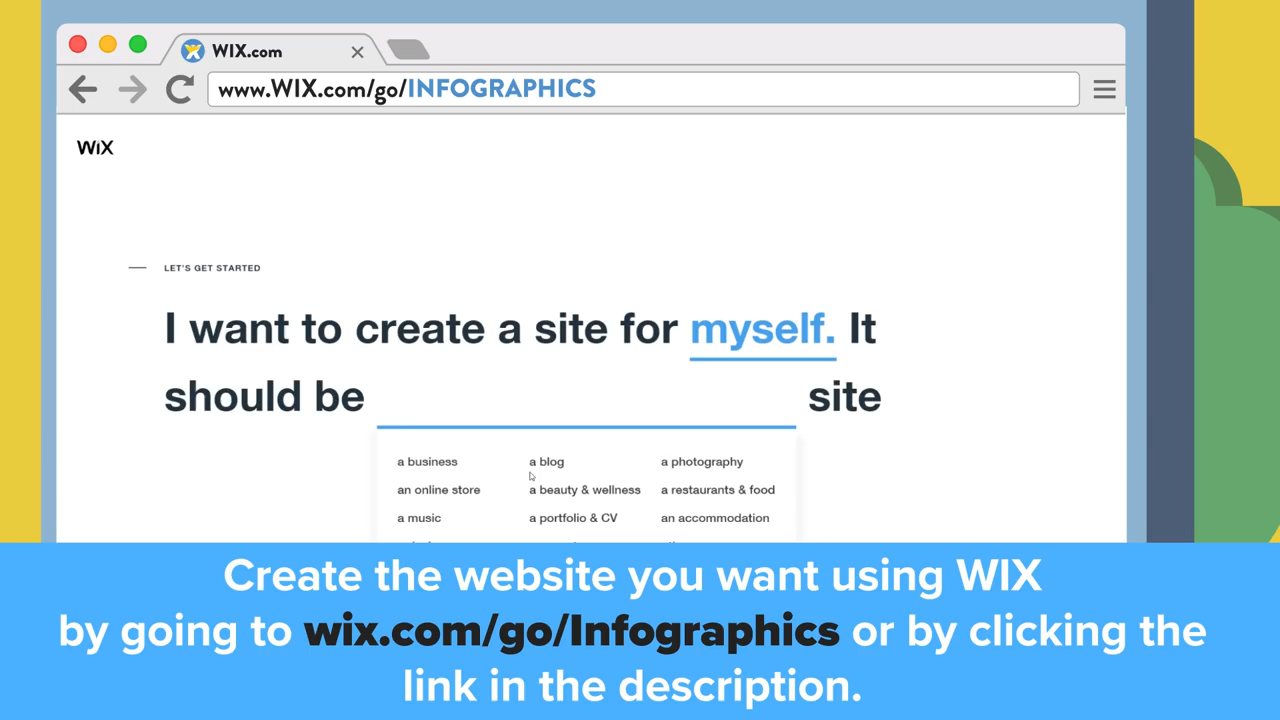 WIX.com
www.WIX.com/go/INFOGRAPHICS
WiX
LET'S GET STARTED
I want to create a site for myself. It
should be site
a business a blog a photography
an online store a beauty & wellness a restaurants & food
a music a portfolio & CV an accommodation
Create the website you want using WIX
by going to wix.com/go/Infographics or by clicking the
link in the description.